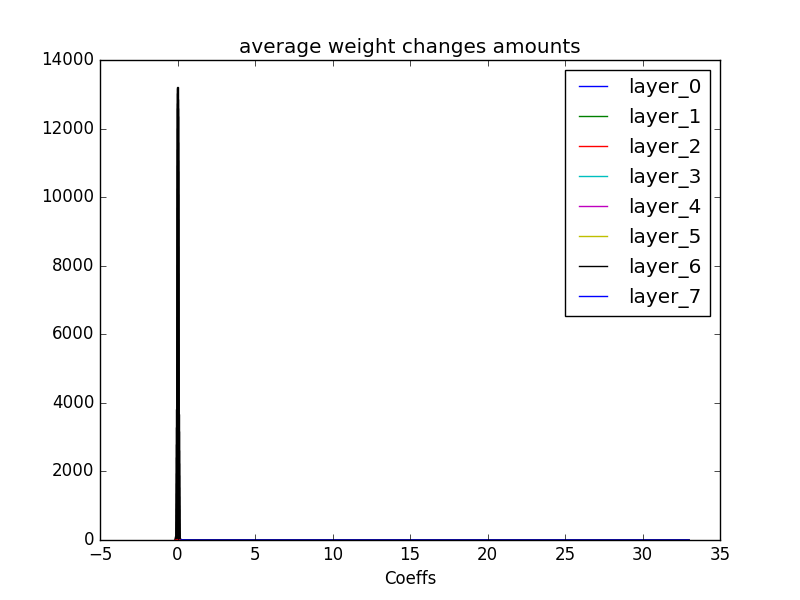 average weight changes amounts
14000
12000
10000
8000
6000
4000
2000
0
−5 0 5 10 15 20 25 30 35
Coeffs
layer_0
layer_1
layer_2
layer_3
layer_4
layer_5
layer_6
layer_7